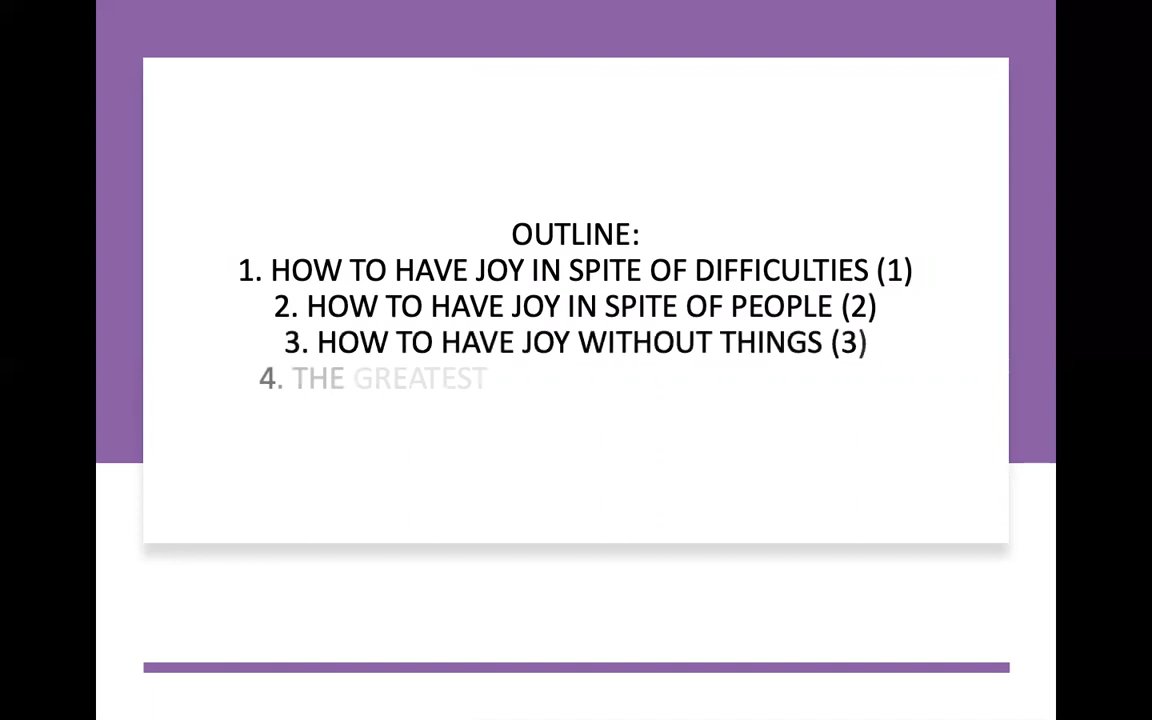 OUTLINE:
1. HOW TO HAVE JOY IN SPITE OF DIFFICULTIES (1)
2. HOW TO HAVE JOY IN SPITE OF PEOPLE (2)
3. HOW TO HAVE JOY WITHOUT THINGS (3)
4. THE GREATEST